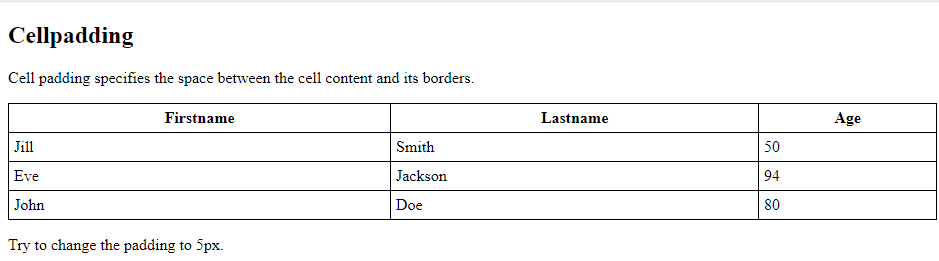 Cellpadding
Cell padding specifies the space between the cell content and its borders.
Firstname Lastname Age
Jill Smith 50
Eve Jackson 94
John Doe 80
Try to change the padding to 5px.